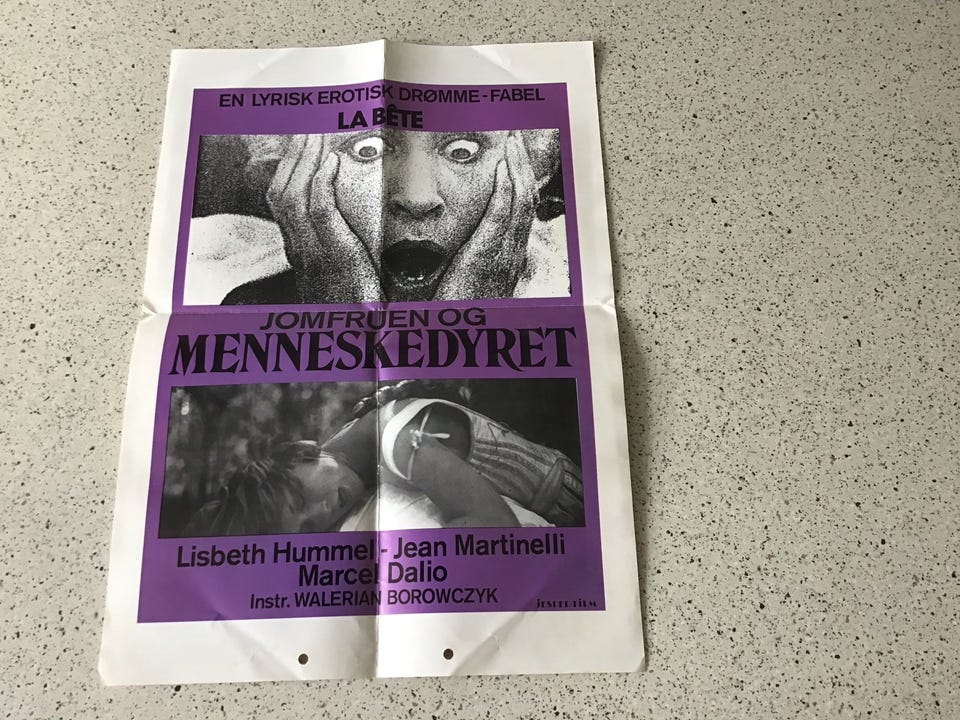 EN LYRISK EROTISK DRØMME-FABEL
LA BÊTE
JOMFRUEN OG
MENNESKEDYRET
Lisbeth Hummel - Jean Martinelli
Marcel Dalio
Instr. WALERIAN BOROWCZYK
JESPERFILM